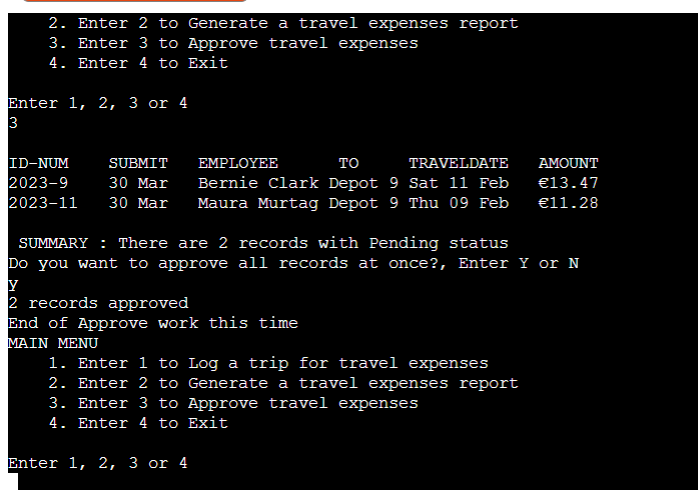 2. Enter 2 to Generate a travel expenses report
3. Enter 3 to Approve travel expenses
4. Enter 4 to Exit
Enter 1, 2, 3 or 4
3
ID-NUM SUBMIT EMPLOYEE TO TRAVELDATE AMOUNT
2023-9 30 Mar Bernie Clark Depot 9 Sat 11 Feb €13.47
2023-11 30 Mar Maura Murtag Depot 9 Thu 09 Feb €11.28
SUMMARY : There are 2 records with Pending status
Do you want to approve all records at once?, Enter Y or N
y
2 records approved
End of Approve work this time
MAIN MENU
1. Enter 1 to Log a trip for travel expenses
2. Enter 2 to Generate a travel expenses report
3. Enter 3 to Approve travel expenses
4. Enter 4 to Exit
Enter 1, 2, 3 or 4